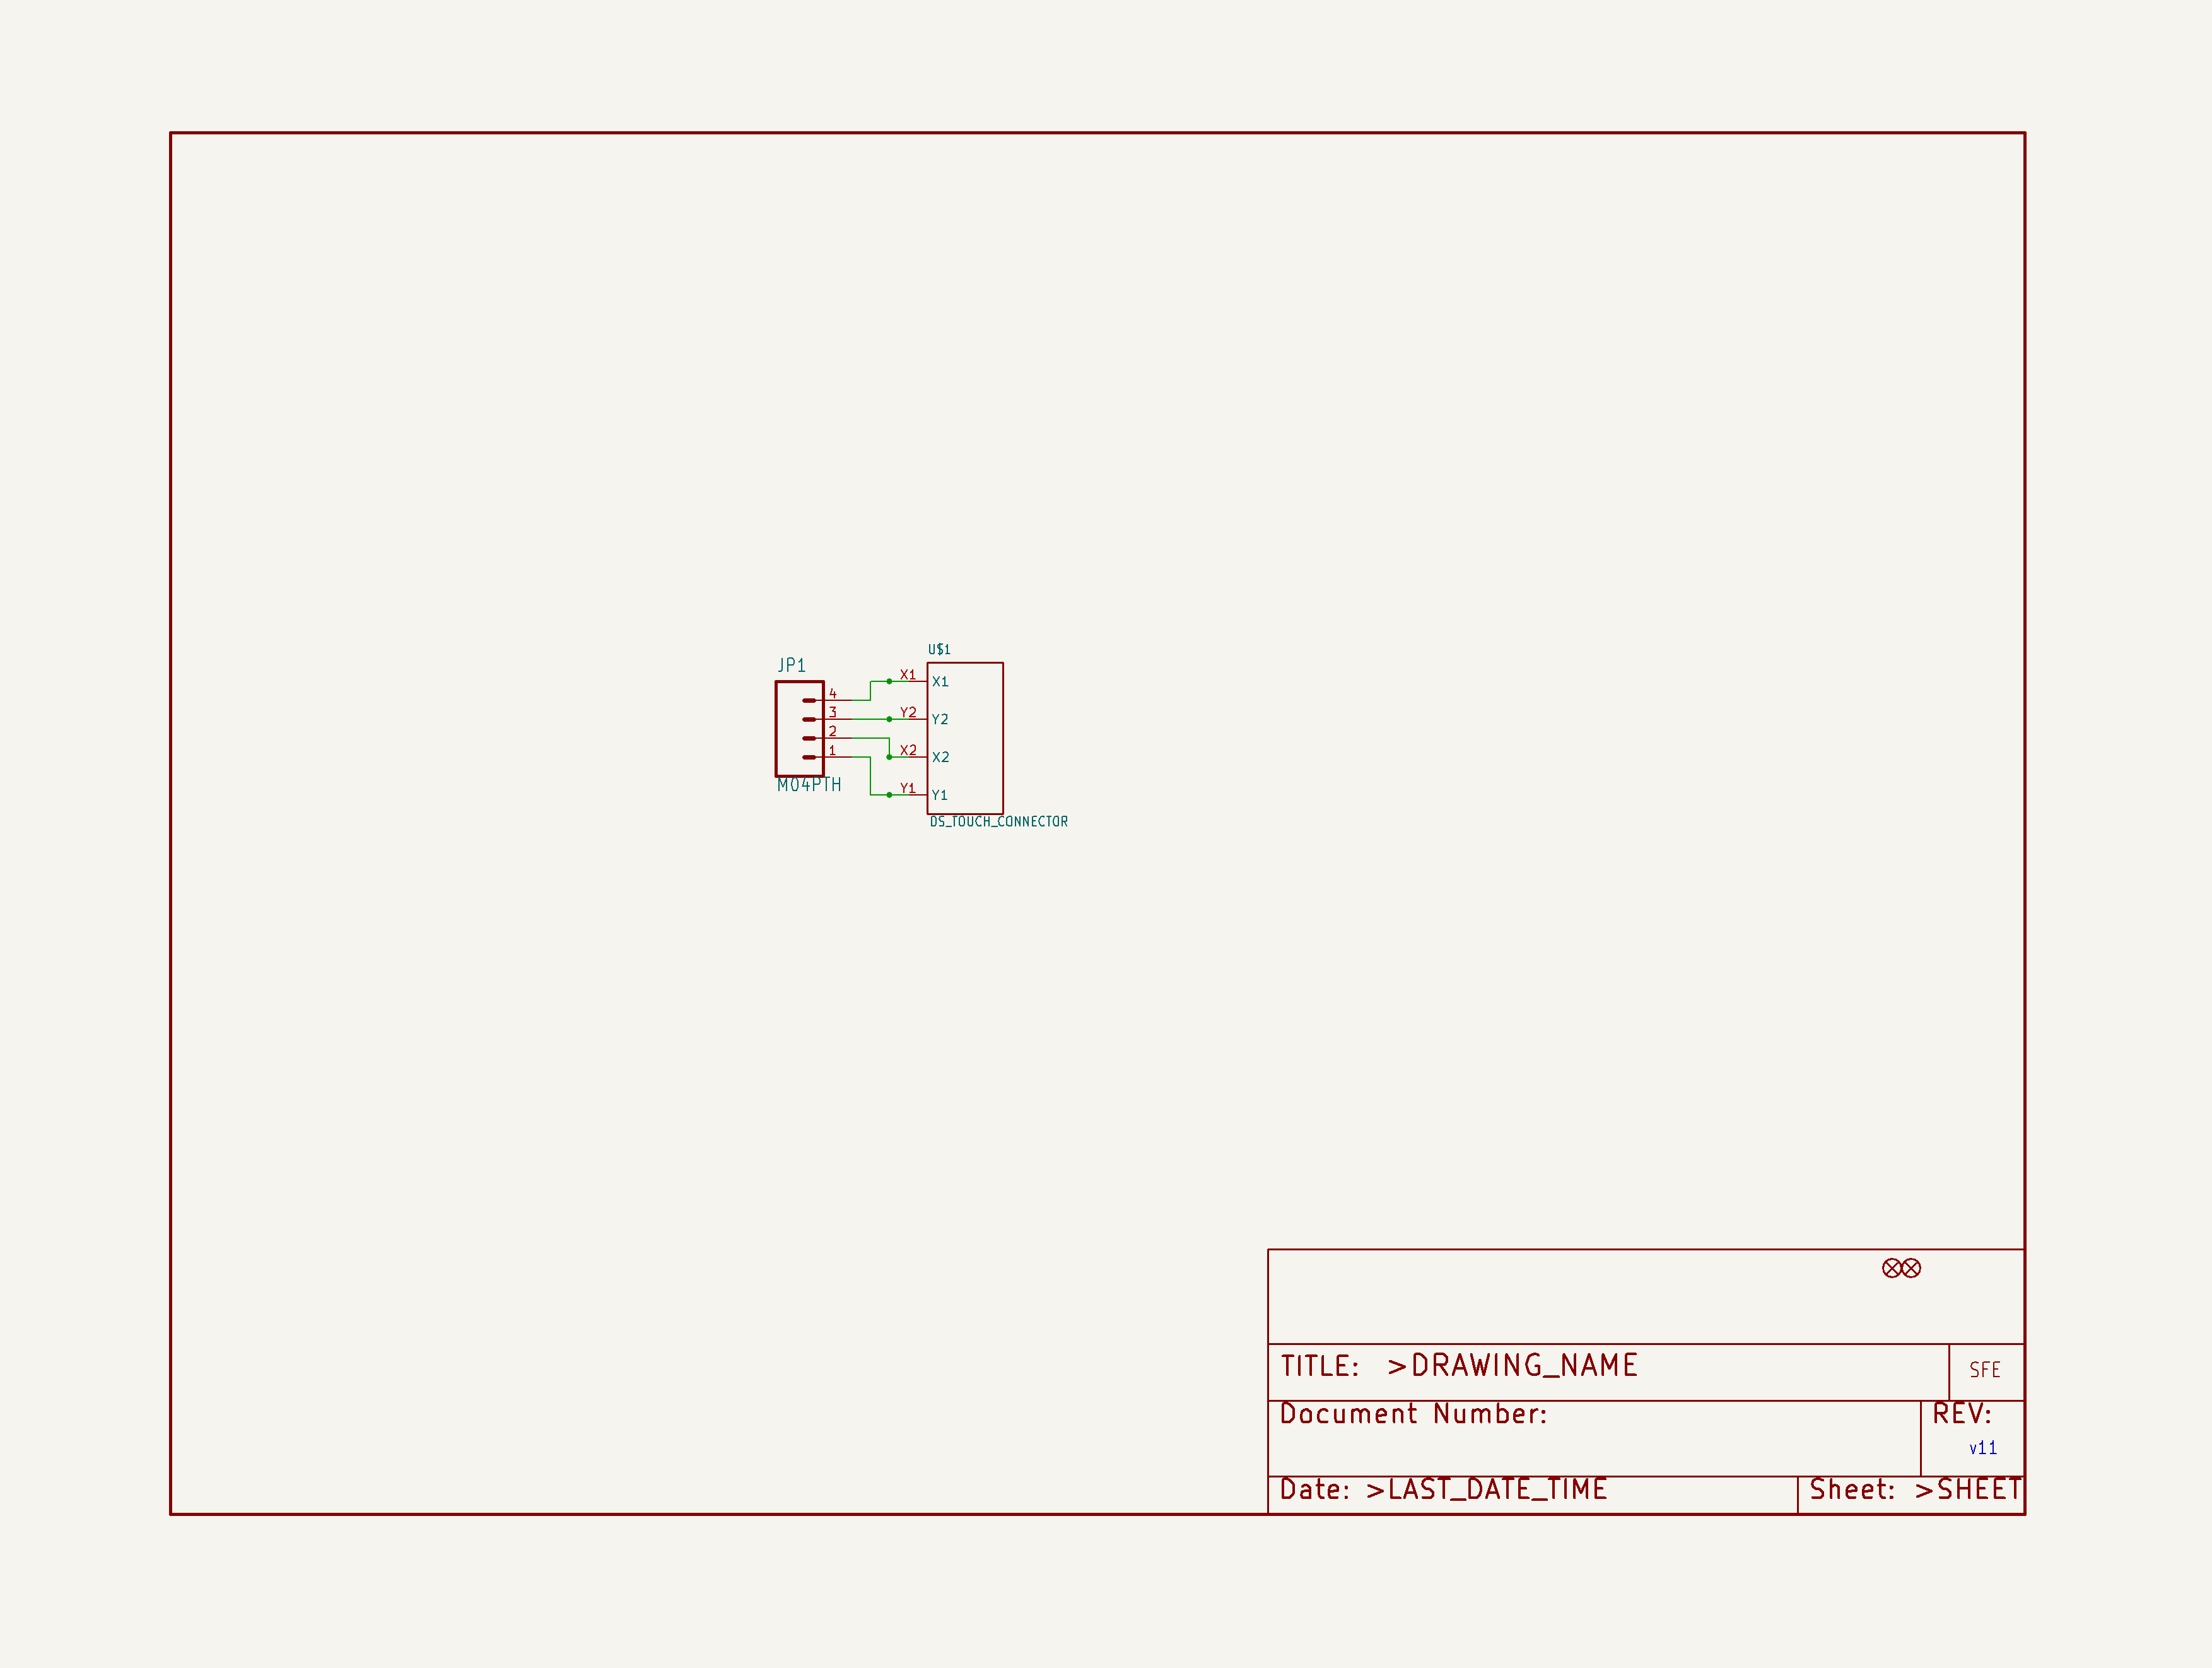 U$1
JP1
X1 X1
4
3 Y2 Y2
2
1 X2 X2
M04PTH Y1 Y1
DS_TOUCH_CONNECTOR
TITLE: >DRAWING_NAME SFE
Document Number: REV:
v11
Date: >LAST_DATE_TIME Sheet: >SHEET